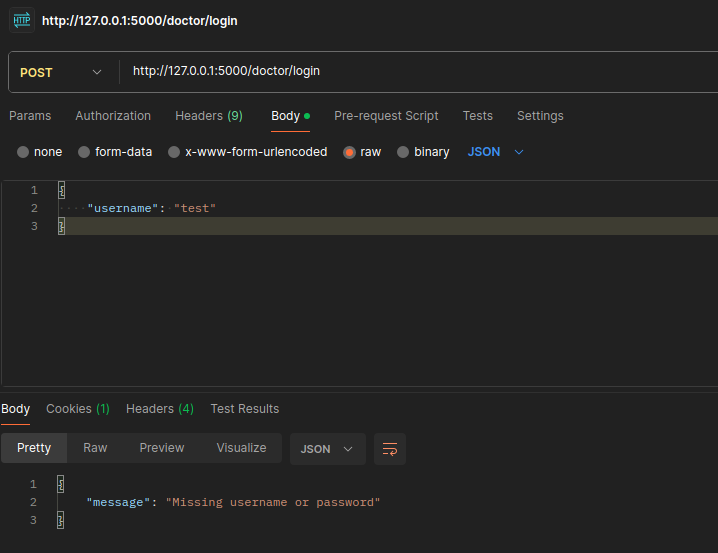 HTTP http://127.0.0.1:5000/doctor/login
POST http://127.0.0.1:5000/doctor/login
Params Authorization Headers (9) Body Pre-request Script Tests Settings
none form-data x-www-form-urlencoded raw binary JSON
1 {
2 "username": "test"
3 }
Body Cookies (1) Headers (4) Test Results
Pretty Raw Preview Visualize JSON
1 {
2 "message": "Missing username or password"
3 }